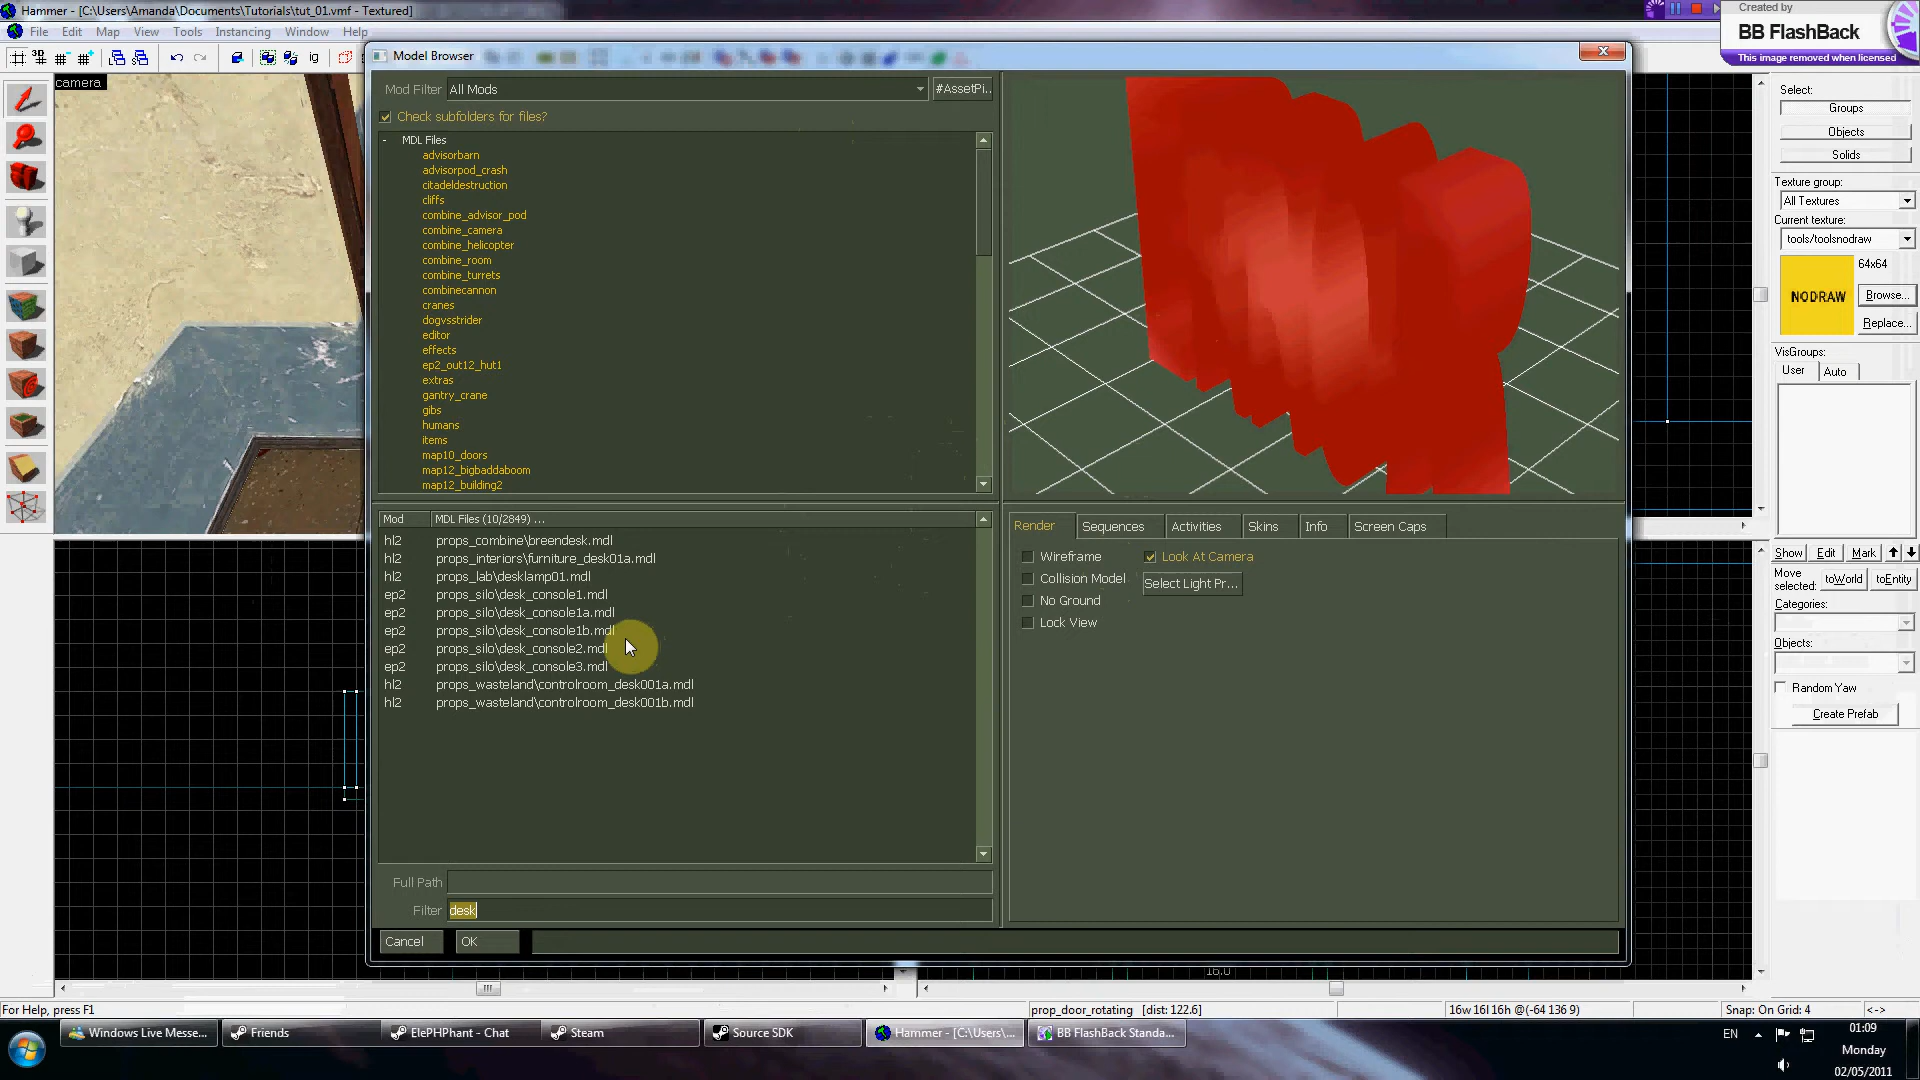 Hammer - [C:\Users\Amanda\Documents\Tutorials\tut_01.vmf - Textured]
File Edit Map View Tools Instancing Window Help
Created by
BB FlashBack
This image removed when licensed
camera
Model Browser
Mod Filter All Mods #AssetPi..
Check subfolders for files?
- MDL Files
advisorbarn
advisorpod_crash
citadeldestruction
cliffs
combine_advisor_pod
combine_camera
combine_helicopter
combine_room
combine_turrets
combinecannon
cranes
dogvsstrider
editor
effects
ep2_out12_hut1
extras
gantry_crane
gibs
humans
items
map10_doors
map12_bigbaddaboom
map12_building2
Mod MDL Files (10/2849) ...
hl2 props_combine\breendesk.mdl
hl2 props_interiors\furniture_desk01a.mdl
hl2 props_lab\desklamp01.mdl
ep2 props_silo\desk_console1.mdl
ep2 props_silo\desk_console1a.mdl
ep2 props_silo\desk_console1b.mdl
ep2 props_silo\desk_console2.mdl
ep2 props_silo\desk_console3.mdl
hl2 props_wasteland\controlroom_desk001a.mdl
hl2 props_wasteland\controlroom_desk001b.mdl
Full Path
Filter desk
Cancel OK
Render Sequences Activities Skins Info Screen Caps
Wireframe Look At Camera
Collision Model Select Light Pr...
No Ground
Lock View
Select:
Groups
Objects
Solids
Texture group:
All Textures
Current texture:
tools/toolsnodraw
64x64
NODRAW
Browse...
Replace...
VisGroups:
User Auto
Show Edit Mark
Move selected: toWorld toEntity
Categories:
Objects:
Random Yaw
Create Prefab
16.0
For Help, press F1
prop_door_rotating [dist: 122.6]
16w 16l 16h @(-64 136 9)
Snap: On Grid: 4 <->
Windows Live Messe... Friends ElePHPhant - Chat Steam Source SDK Hammer - [C:\Users\... BB FlashBack Standa...
EN
01:09
Monday
02/05/2011